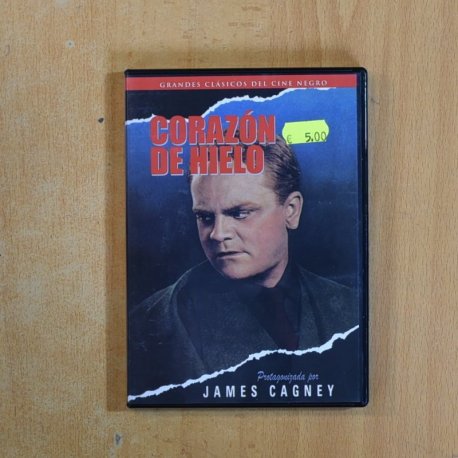 GRANDES CLÁSICOS DEL CINE NEGRO
CORAZÓN
€ 5,00
DE HIELO
Protagonizada por
JAMES CAGNEY